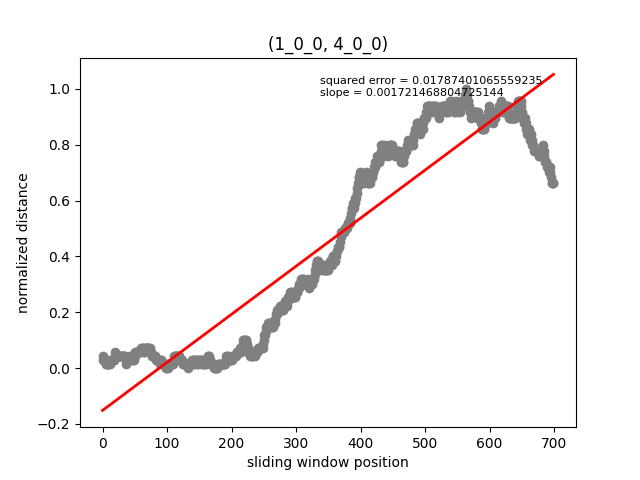 (1_0_0, 4_0_0)
squared error = 0.01787401065559235
slope = 0.001721468804725144
1.0
0.8
0.6
0.4
0.2
0.0
−0.2
normalized distance
0 100 200 300 400 500 600 700
sliding window position